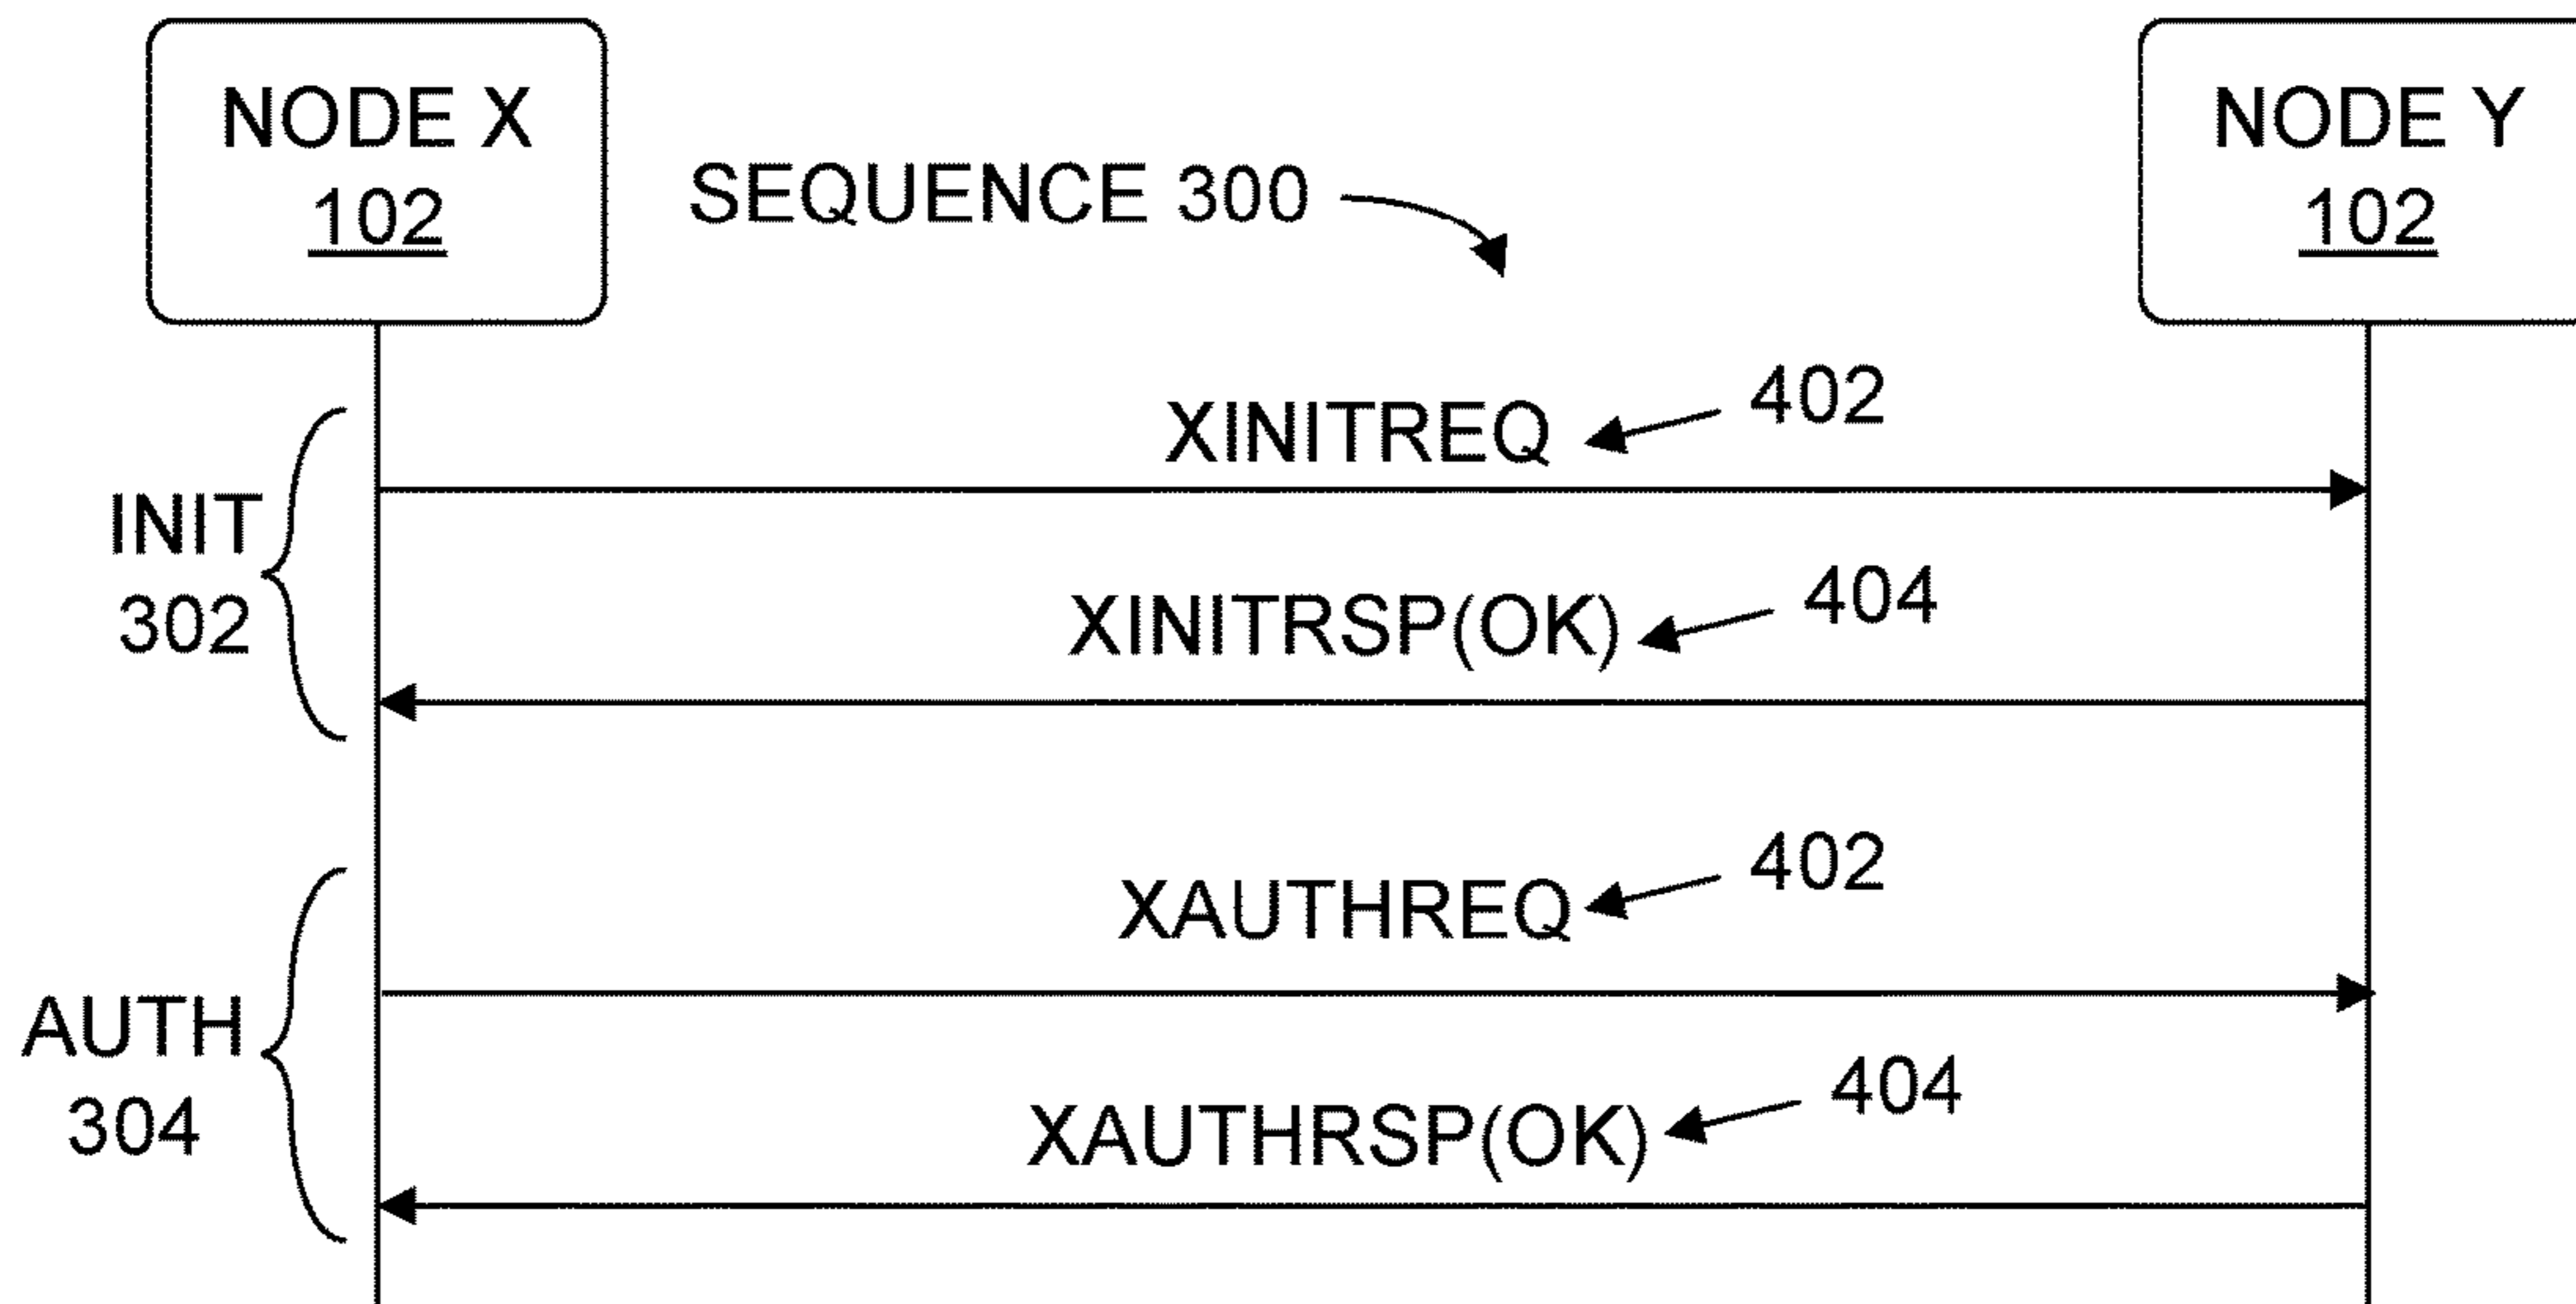 NODE X
102
NODE Y
102
SEQUENCE 300
XINITREQ
402
INIT
302
XINITRSP(OK)
404
XAUTHREQ
402
AUTH
304
XAUTHRSP(OK)
404